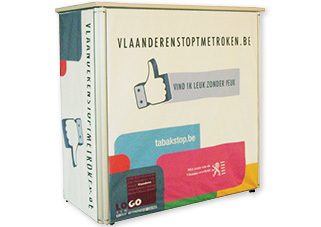 VLAANDERENSTOPTMETROKEN.BE
VLAANDERENSTOPTMETROKEN.BE
VIND IK LEUK ZONDER PEUK
tabakstop.be
LOGO